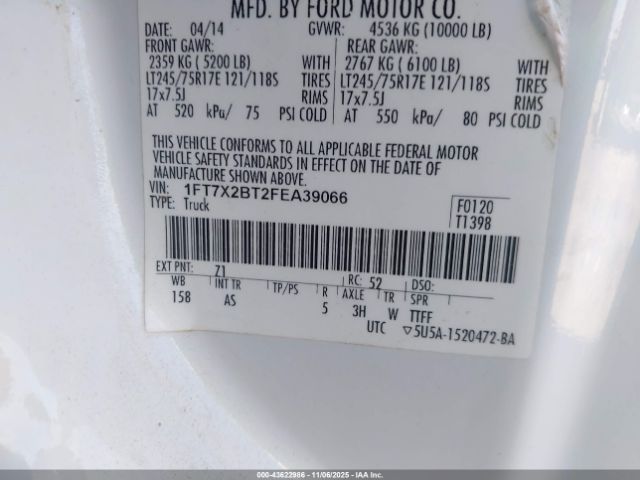 MFD. BY FORD MOTOR CO.
DATE: 04/14 GVWR: 4536 KG (10000 LB)
FRONT GAWR: REAR GAWR:
2359 KG ( 5200 LB) WITH 2767 KG ( 6100 LB) WITH
LT245/75R17E 121/118S TIRES LT245/75R17E 121/118S TIRES
17x7.5J RIMS 17x7.5J RIMS
AT 520 kPa/ 75 PSI COLD AT 550 kPa/ 80 PSI COLD
THIS VEHICLE CONFORMS TO ALL APPLICABLE FEDERAL MOTOR
VEHICLE SAFETY STANDARDS IN EFFECT ON THE DATE OF
MANUFACTURE SHOWN ABOVE.
VIN: 1FT7X2BT2FEA39066 F0120
TYPE: Truck T1398
EXT PNT: Z1 RC: 52 DSO:
WB INT TR TP/PS R AXLE TR SPR
158 AS 5 3H W TTFF
UTC ▽5U5A-1520472-BA
000-43622986 - 11/06/2025 - IAAI.COM